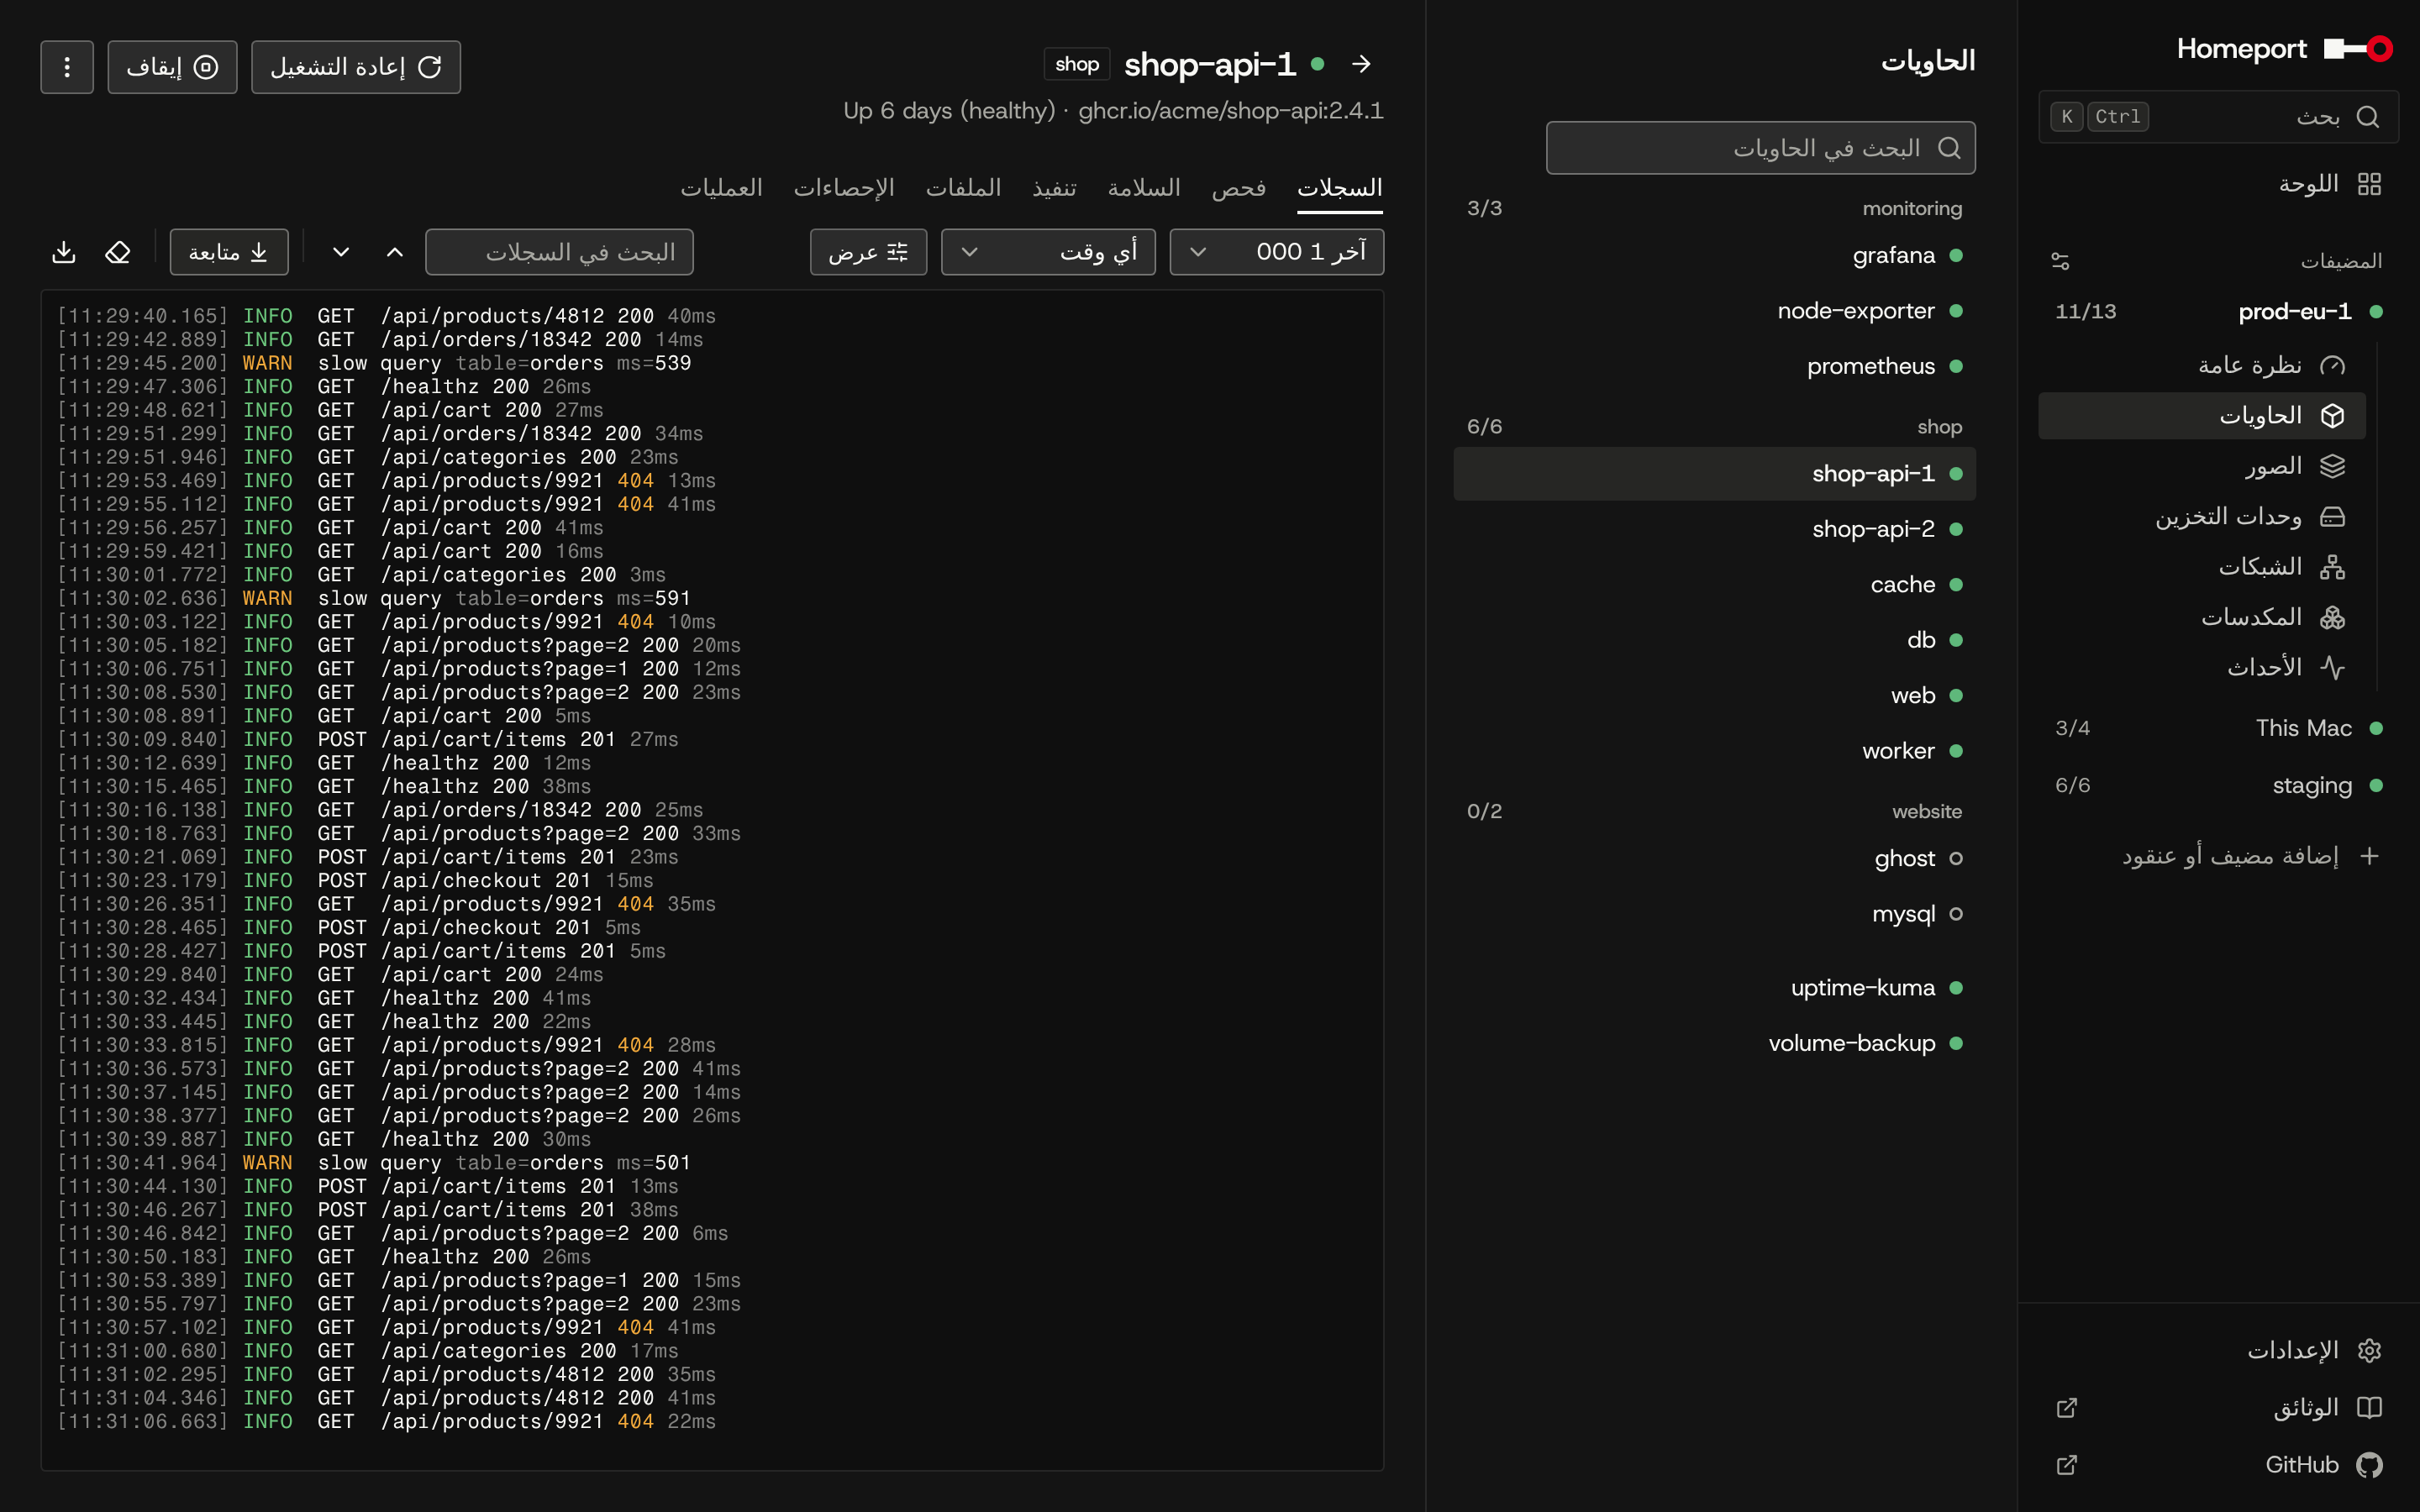 Homeport
بحث
Ctrl K
اللوحة
المضيفات
prod-eu-1 11/13
نظرة عامة
الحاويات
الصور
وحدات التخزين
الشبكات
المكدسات
الأحداث
This Mac 3/4
staging 6/6
إضافة مضيف أو عنقود
الإعدادات
الوثائق
GitHub
الحاويات
البحث في الحاويات
monitoring 3/3
grafana
node-exporter
prometheus
shop 6/6
shop-api-1
shop-api-2
cache
db
web
worker
website 0/2
ghost
mysql
uptime-kuma
volume-backup
shop-api-1 shop
إعادة التشغيل
إيقاف
Up 6 days (healthy) · ghcr.io/acme/shop-api:2.4.1
السجلات فحص السلامة تنفيذ الملفات الإحصاءات العمليات
آخر 1 000
أي وقت
عرض
البحث في السجلات
متابعة
[11:29:40.165] INFO GET /api/products/4812 200 40ms
[11:29:42.889] INFO GET /api/orders/18342 200 14ms
[11:29:45.200] WARN slow query table=orders ms=539
[11:29:47.306] INFO GET /healthz 200 26ms
[11:29:48.621] INFO GET /api/cart 200 27ms
[11:29:51.299] INFO GET /api/orders/18342 200 34ms
[11:29:51.946] INFO GET /api/categories 200 23ms
[11:29:53.469] INFO GET /api/products/9921 404 13ms
[11:29:55.112] INFO GET /api/products/9921 404 41ms
[11:29:56.257] INFO GET /api/cart 200 41ms
[11:29:59.421] INFO GET /api/cart 200 16ms
[11:30:01.772] INFO GET /api/categories 200 3ms
[11:30:02.636] WARN slow query table=orders ms=591
[11:30:03.122] INFO GET /api/products/9921 404 10ms
[11:30:05.182] INFO GET /api/products?page=2 200 20ms
[11:30:06.751] INFO GET /api/products?page=1 200 12ms
[11:30:08.530] INFO GET /api/products?page=2 200 23ms
[11:30:08.891] INFO GET /api/cart 200 5ms
[11:30:09.840] INFO POST /api/cart/items 201 27ms
[11:30:12.639] INFO GET /healthz 200 12ms
[11:30:15.465] INFO GET /healthz 200 38ms
[11:30:16.138] INFO GET /api/orders/18342 200 25ms
[11:30:18.763] INFO GET /api/products?page=2 200 33ms
[11:30:21.069] INFO POST /api/cart/items 201 23ms
[11:30:23.179] INFO POST /api/checkout 201 15ms
[11:30:26.351] INFO GET /api/products/9921 404 35ms
[11:30:28.465] INFO POST /api/checkout 201 5ms
[11:30:28.427] INFO POST /api/cart/items 201 5ms
[11:30:29.840] INFO GET /api/cart 200 24ms
[11:30:32.434] INFO GET /healthz 200 41ms
[11:30:33.445] INFO GET /healthz 200 22ms
[11:30:33.815] INFO GET /api/products/9921 404 28ms
[11:30:36.573] INFO GET /api/products?page=2 200 41ms
[11:30:37.145] INFO GET /api/products?page=2 200 14ms
[11:30:38.377] INFO GET /api/products?page=2 200 26ms
[11:30:39.887] INFO GET /healthz 200 30ms
[11:30:41.964] WARN slow query table=orders ms=501
[11:30:44.130] INFO POST /api/cart/items 201 13ms
[11:30:46.267] INFO POST /api/cart/items 201 38ms
[11:30:46.842] INFO GET /api/products?page=2 200 6ms
[11:30:50.183] INFO GET /healthz 200 26ms
[11:30:53.389] INFO GET /api/products?page=1 200 15ms
[11:30:55.797] INFO GET /api/products?page=2 200 23ms
[11:30:57.102] INFO GET /api/products/9921 404 41ms
[11:31:00.680] INFO GET /api/categories 200 17ms
[11:31:02.295] INFO GET /api/products/4812 200 35ms
[11:31:04.346] INFO GET /api/products/4812 200 41ms
[11:31:06.663] INFO GET /api/products/9921 404 22ms